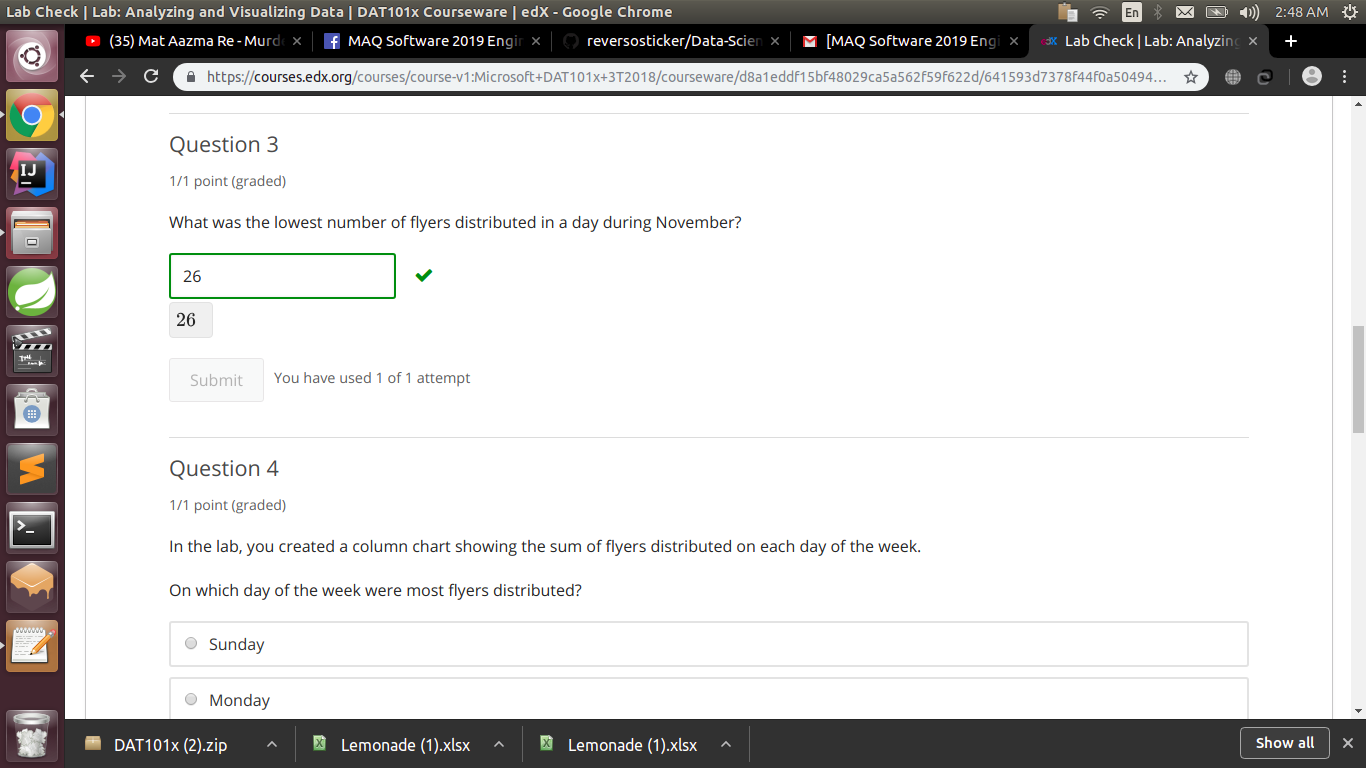 Lab Check | Lab: Analyzing and Visualizing Data | DAT101x Courseware | edX - Google Chrome
En
2:48 AM
(35) Mat Aazma Re - Murd
MAQ Software 2019 Engi
reversosticker/Data-Scien
[MAQ Software 2019 Engi
Lab Check | Lab: Analyzing
https://courses.edx.org/courses/course-v1:Microsoft+DAT101x+3T2018/courseware/d8a1eddf15bf48029ca5a562f59f622d/641593d7378f44f0a50494...
Question 3
1/1 point (graded)
What was the lowest number of flyers distributed in a day during November?
26
26
Submit
You have used 1 of 1 attempt
Question 4
1/1 point (graded)
In the lab, you created a column chart showing the sum of flyers distributed on each day of the week.
On which day of the week were most flyers distributed?
Sunday
Monday
DAT101x (2).zip
Lemonade (1).xlsx
Lemonade (1).xlsx
Show all
IJ